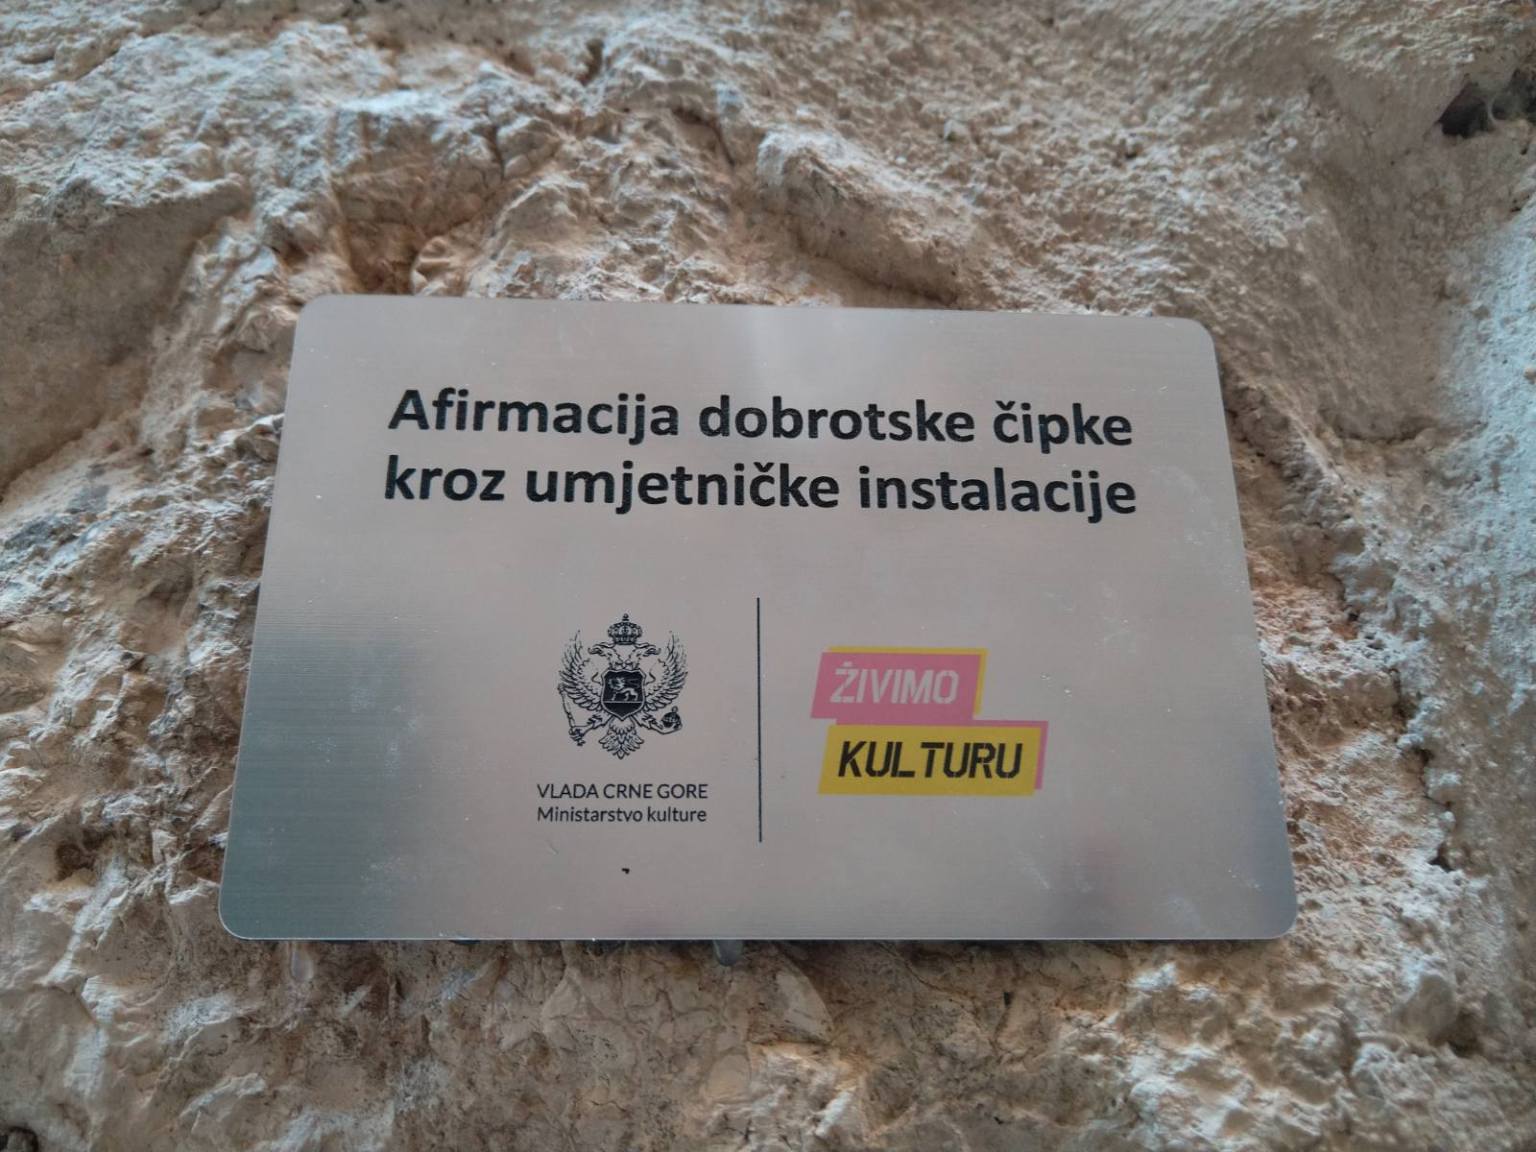 Afirmacija dobrotske čipke
kroz umjetničke instalacije
VLADA CRNE GORE
Ministarstvo kulture
ŽIVIMO
KULTURU